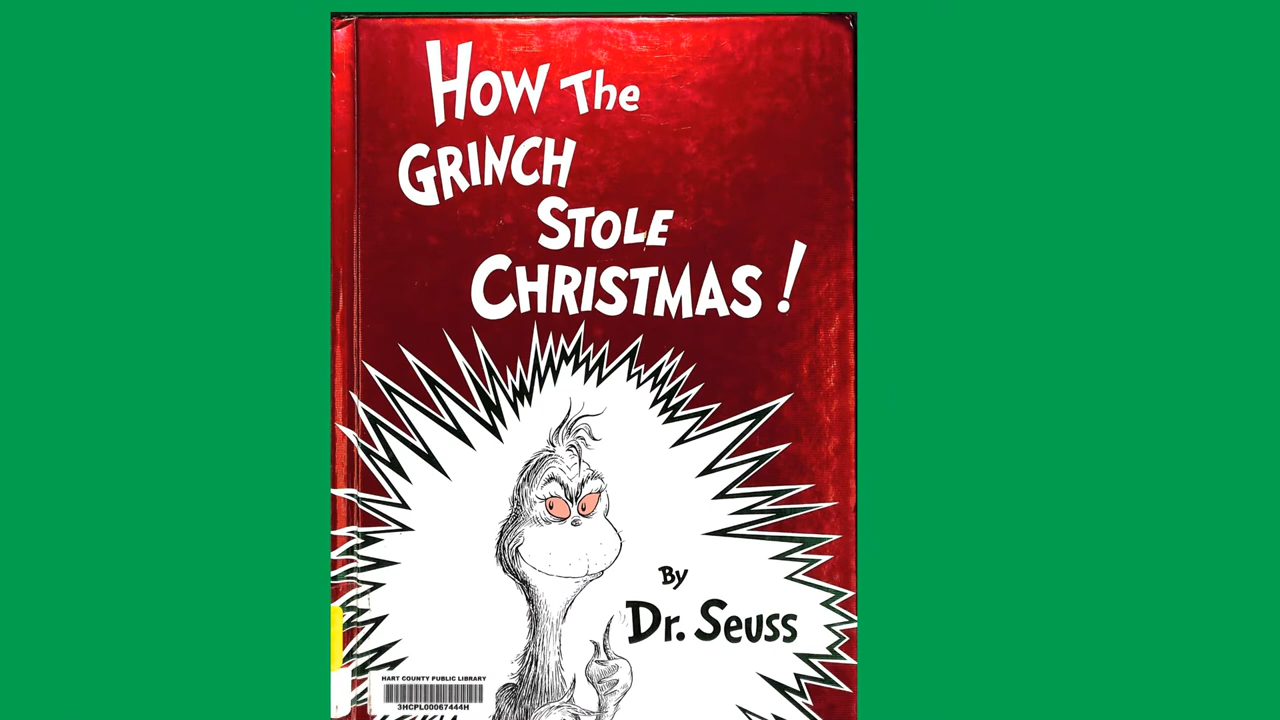 How The
GRINCH
STOLE
CHRISTMAS!
By
Dr. Seuss
HART COUNTY PUBLIC LIBRARY
3HCPL00067444H